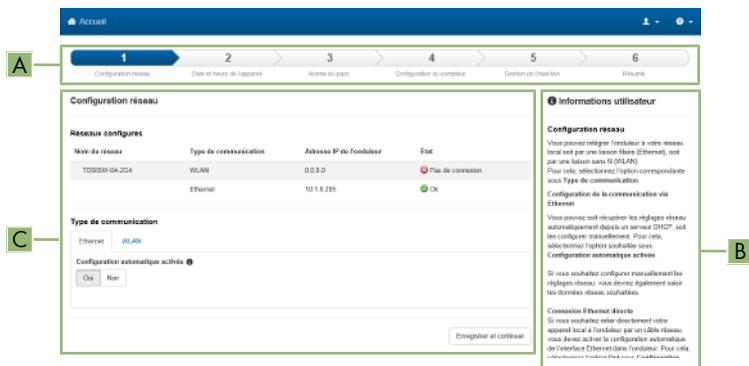 Accueil
A
1 2 3 4 5 6
Configuration réseau Date et heure de l'appareil Norme du pays Configuration du compteur Gestion de l'injection Résumé
C
Configuration réseau
Réseaux configurés
Nom du réseau Type de communication Adresse IP de l'onduleur État
WLAN 0.0.0.0 Pas de connexion
Ethernet 10.1.8.285 Ok
Type de communication
Ethernet WLAN
Configuration automatique activée
Oui Non
Enregistrer et continuer
B
Informations utilisateur
Configuration réseau
Vous pouvez intégrer l'onduleur à votre réseau
local soit par une liaison filaire (Ethernet), soit
par une liaison sans fil (WLAN).
Pour cela, sélectionnez l'option correspondante
sous Type de communication.
Configuration de la communication via
Ethernet
Vous pouvez soit récupérer les réglages réseau
automatiquement depuis un serveur DHCP, soit
les configurer manuellement. Pour cela,
sélectionnez l'option souhaitée sous
Configuration automatique activée
Si vous souhaitez configurer manuellement les
réglages réseau, vous devrez également saisir
les données réseau souhaitées.
Connexion Ethernet directe
Si vous souhaitez relier directement votre
appareil local à l'onduleur par un câble réseau,
vous devez activer la configuration automatique
de l'interface Ethernet dans l'onduleur. Pour cela,
sélectionnez l'option Oui sous Configuration